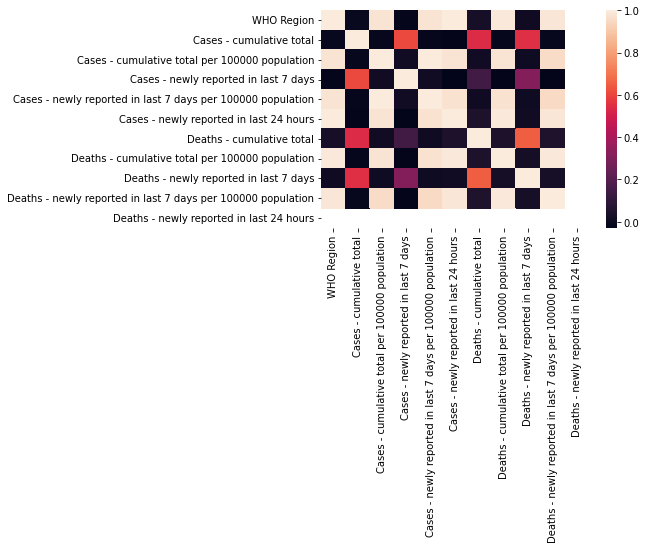 WHO Region
Cases - cumulative total
Cases - cumulative total per 100000 population
Cases - newly reported in last 7 days
Cases - newly reported in last 7 days per 100000 population
Cases - newly reported in last 24 hours
Deaths - cumulative total
Deaths - cumulative total per 100000 population
Deaths - newly reported in last 7 days
Deaths - newly reported in last 7 days per 100000 population
Deaths - newly reported in last 24 hours
WHO Region
Cases - cumulative total
Cases - cumulative total per 100000 population
Cases - newly reported in last 7 days
Cases - newly reported in last 7 days per 100000 population
Cases - newly reported in last 24 hours
Deaths - cumulative total
Deaths - cumulative total per 100000 population
Deaths - newly reported in last 7 days
Deaths - newly reported in last 7 days per 100000 population
Deaths - newly reported in last 24 hours
1.0
0.8
0.6
0.4
0.2
0.0